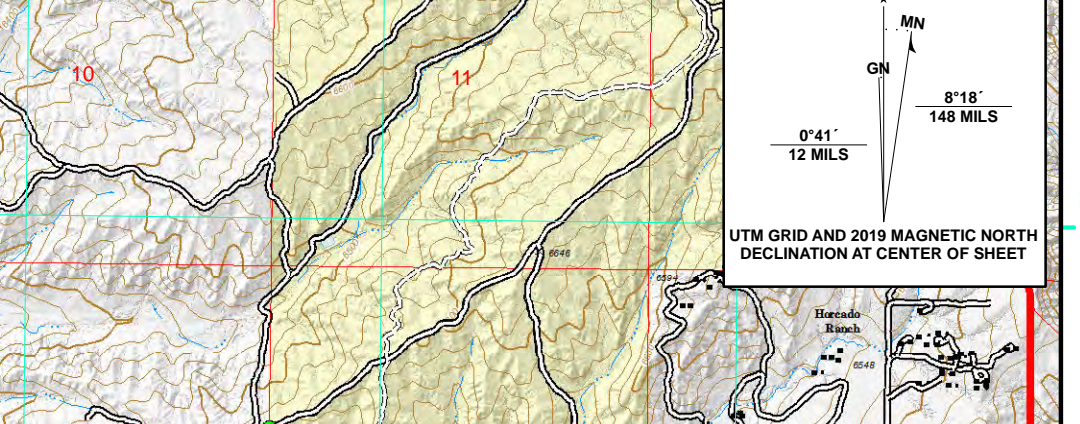 10
11
6600
MN
GN
8°18´
148 MILS
0°41´
12 MILS
UTM GRID AND 2019 MAGNETIC NORTH
DECLINATION AT CENTER OF SHEET
6646
6594
Horcado
Ranch
6548